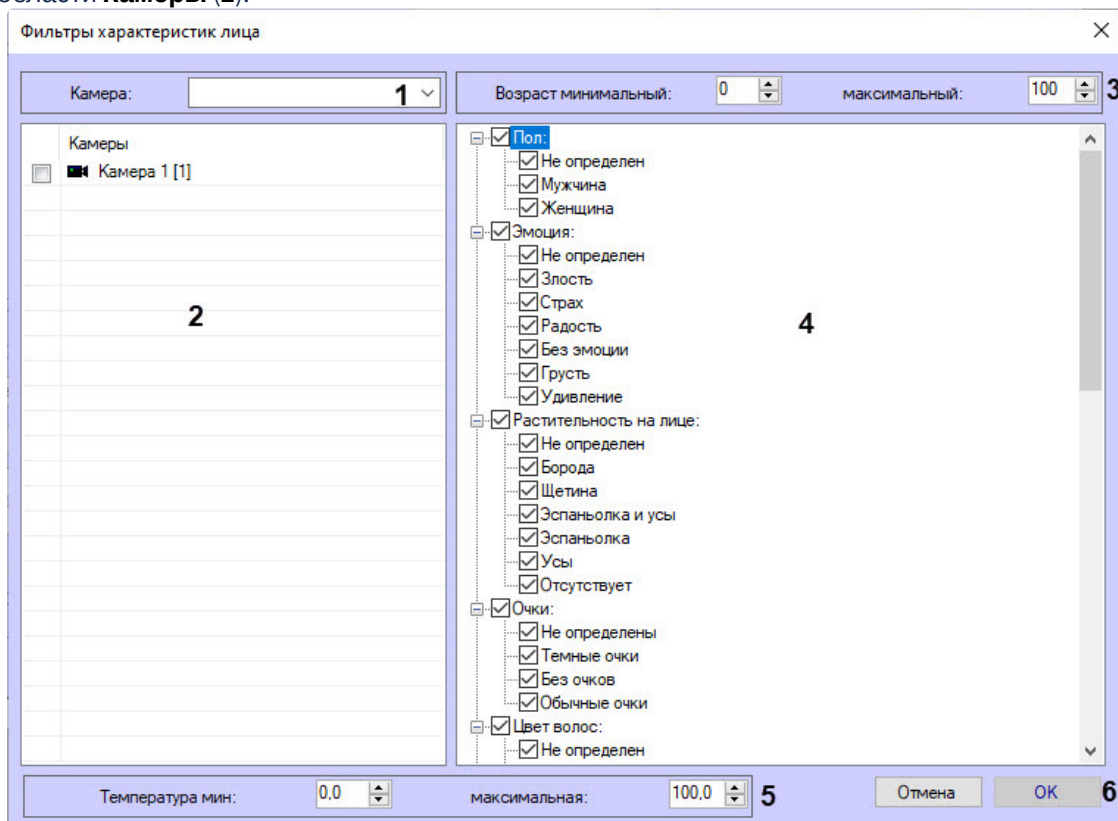 области Камеры (2).
Фильтры характеристик лица
Камера: 1
Возраст минимальный: 0 максимальный: 100 3
Камеры
Камера 1 [1]
2
Пол:
Не определен
Мужчина
Женщина
Эмоция:
Не определен
Злость
Страх
Радость
Без эмоции
Грусть
Удивление
4
Растительность на лице:
Не определен
Борода
Щетина
Эспаньолка и усы
Эспаньолка
Усы
Отсутствует
Очки:
Не определены
Темные очки
Без очков
Обычные очки
Цвет волос:
Не определен
Температура мин: 0,0 максимальная: 100,0 5
Отмена OK 6